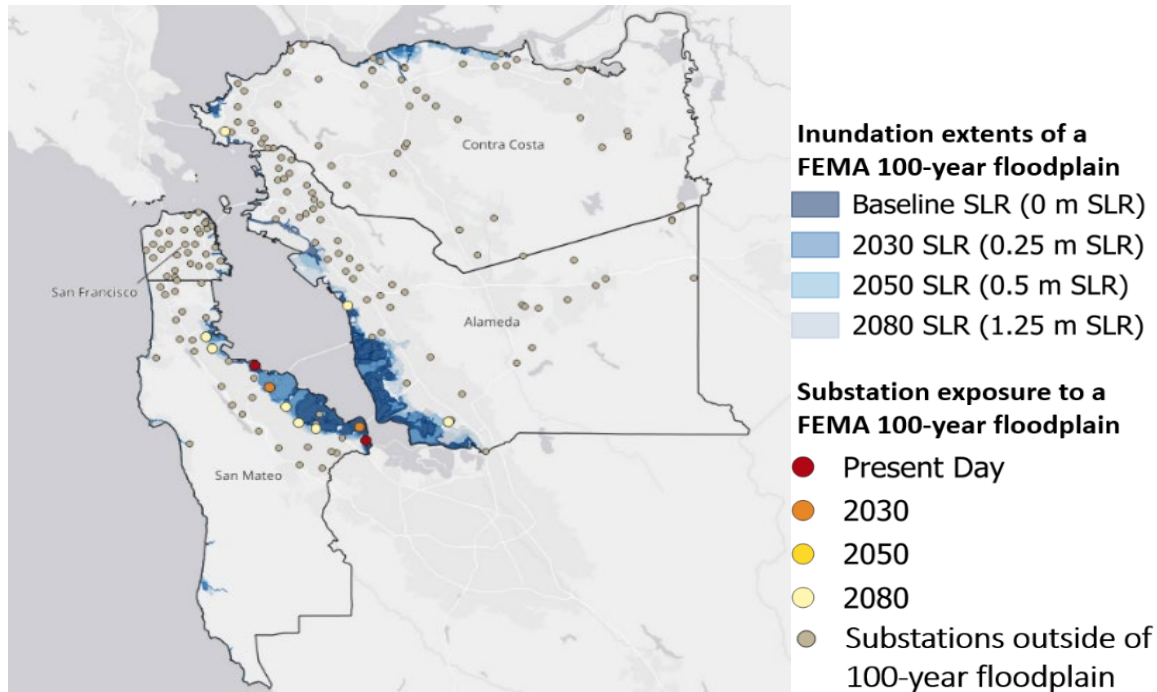 Contra Costa
San Francisco
Alameda
San Mateo
Inundation extents of a
FEMA 100-year floodplain
Baseline SLR (0 m SLR)
2030 SLR (0.25 m SLR)
2050 SLR (0.5 m SLR)
2080 SLR (1.25 m SLR)
Substation exposure to a
FEMA 100-year floodplain
Present Day
2030
2050
2080
Substations outside of
100-year floodplain